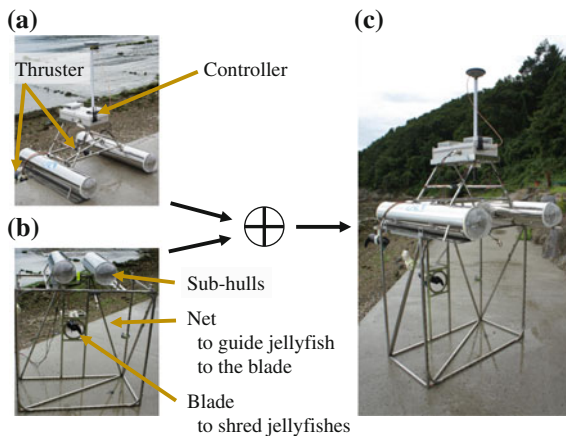 (a)
(c)
Thruster
Controller
(b)
Sub-hulls
Net
to guide jellyfish
to the blade
Blade
to shred jellyfishes